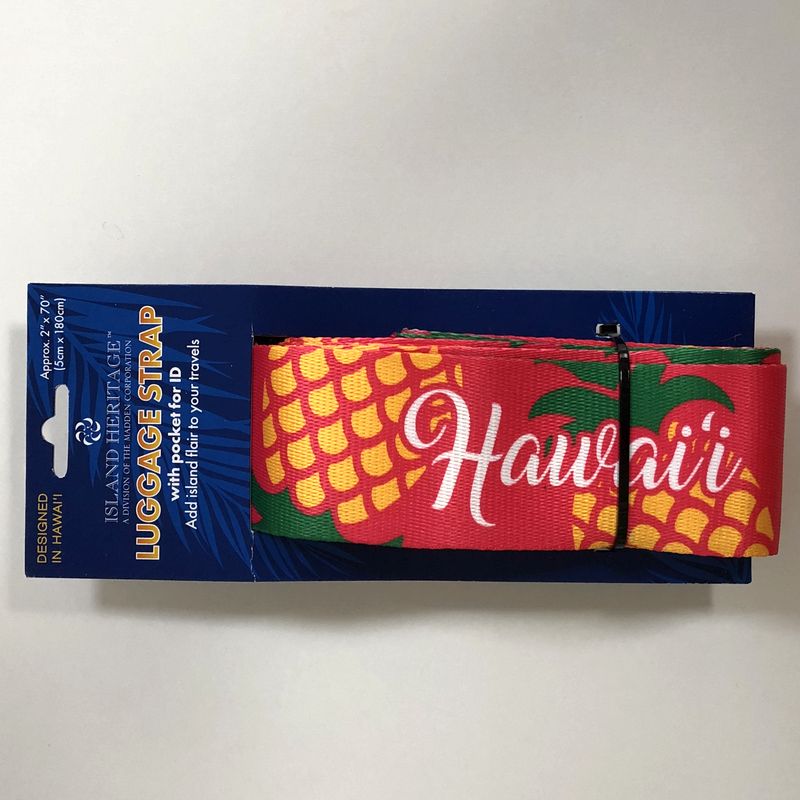 Approx. 2" x 70"
(5cm x 180cm)
DESIGNED
IN HAWAI'I
ISLAND HERITAGE™
A DIVISION OF THE MADDEN CORPORATION
LUGGAGE STRAP
with pocket for ID
Add island flair to your travels
Hawai'i